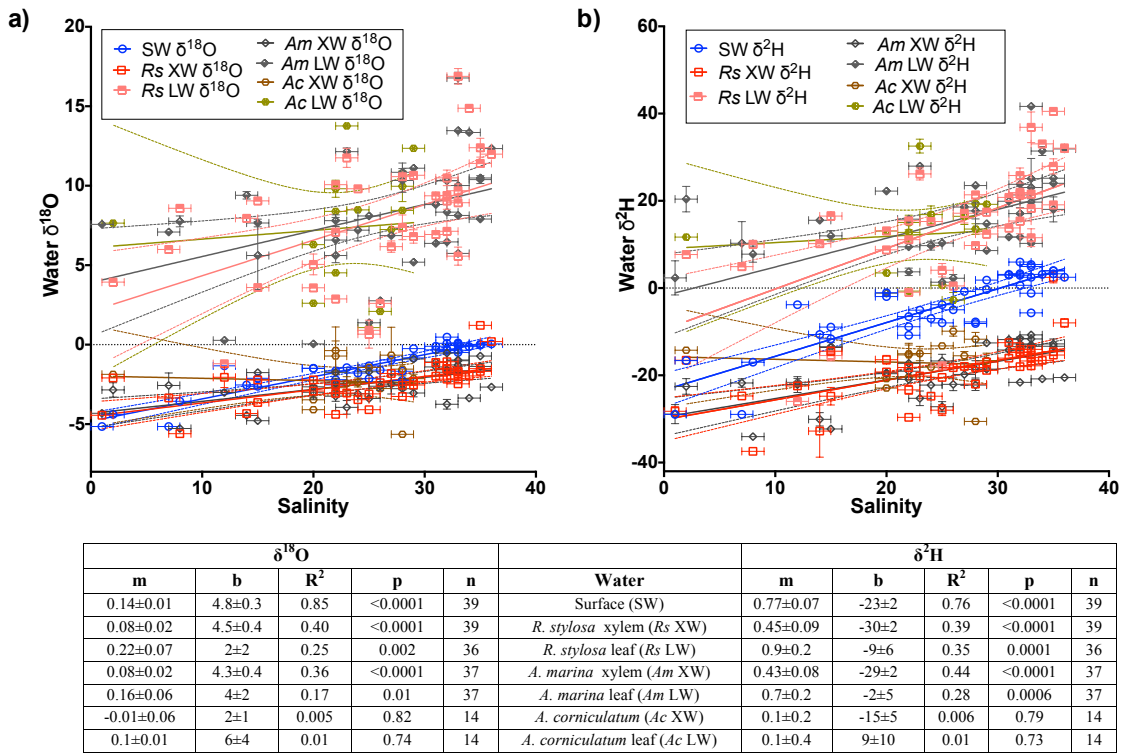 a)
20
15
10
5
0
-5
Water δ18O
0
10
20
30
40
Salinity
SW δ18O
Rs XW δ18O
Rs LW δ18O
Am XW δ18O
Am LW δ18O
Ac XW δ18O
Ac LW δ18O
b)
60
40
20
0
-20
-40
Water δ2H
0
10
20
30
40
Salinity
SW δ2H
Rs XW δ2H
Rs LW δ2H
Am XW δ2H
Am LW δ2H
Ac XW δ2H
Ac LW δ2H
δ18O δ2H
m b R2 p n Water m b R2 p n
0.14±0.01 4.8±0.3 0.85 <0.0001 39 Surface (SW) 0.77±0.07 -23±2 0.76 <0.0001 39
0.08±0.02 4.5±0.4 0.40 <0.0001 39 R. stylosa xylem (Rs XW) 0.45±0.09 -30±2 0.39 <0.0001 39
0.22±0.07 2±2 0.25 0.002 36 R. stylosa leaf (Rs LW) 0.9±0.2 -9±6 0.35 0.0001 36
0.08±0.02 4.3±0.4 0.36 <0.0001 37 A. marina xylem (Am XW) 0.43±0.08 -29±2 0.44 <0.0001 37
0.16±0.06 4±2 0.17 0.01 37 A. marina leaf (Am LW) 0.7±0.2 -2±5 0.28 0.0006 37
-0.01±0.06 2±1 0.005 0.82 14 A. corniculatum (Ac XW) 0.1±0.2 -15±5 0.006 0.79 14
0.1±0.01 6±4 0.01 0.74 14 A. corniculatum leaf (Ac LW) 0.1±0.4 9±10 0.01 0.73 14